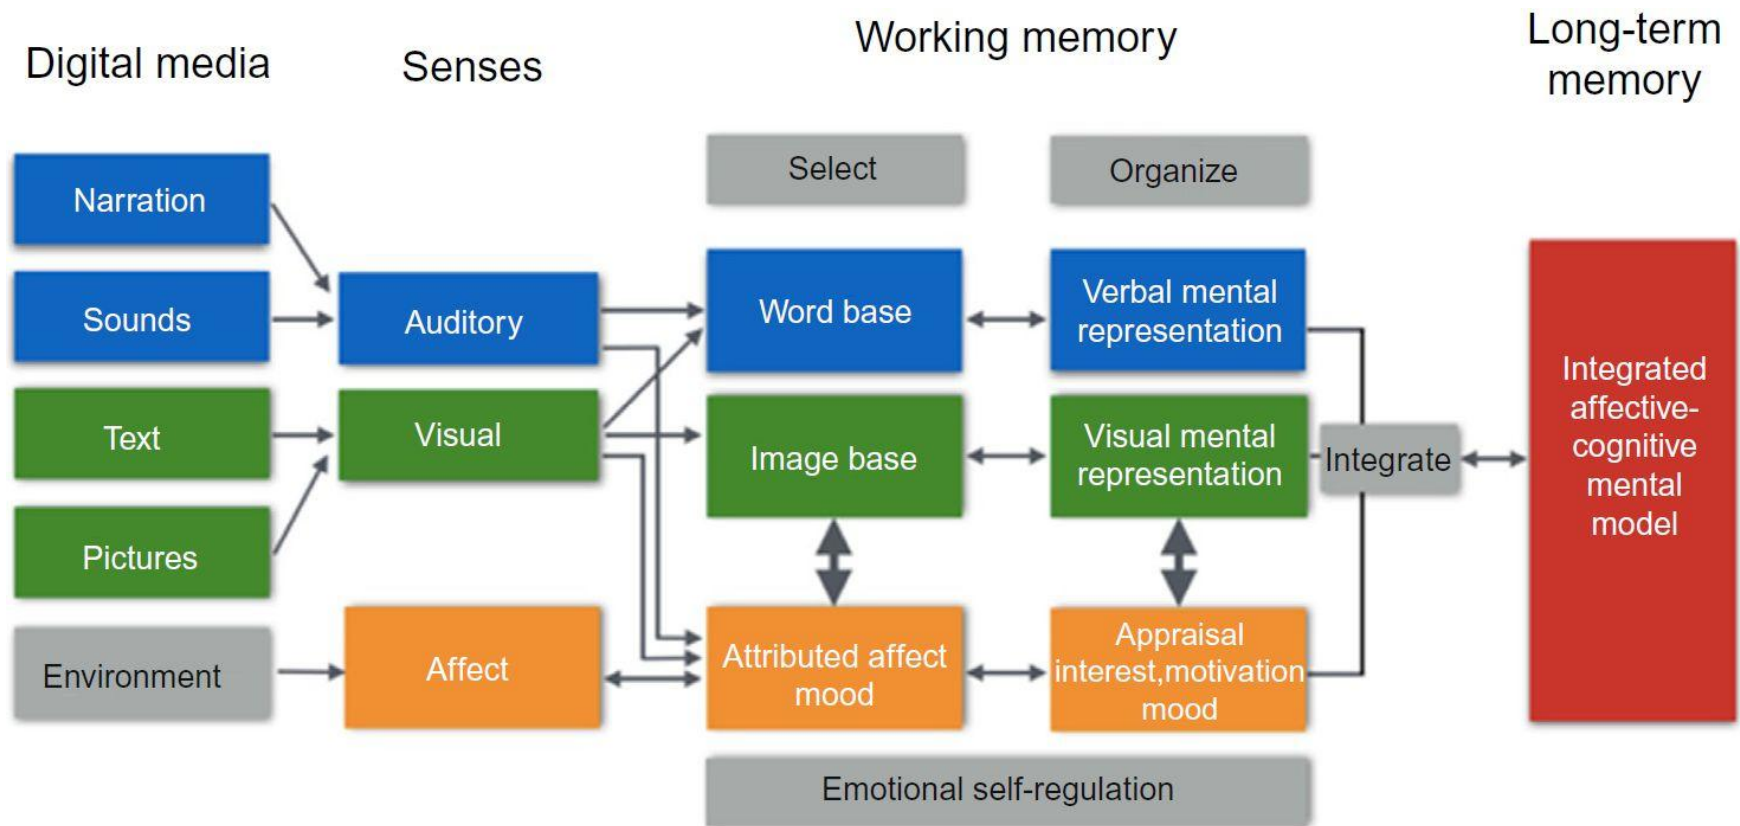 Digital media
Senses
Working memory
Long-term
memory
Select
Organize
Narration
Sounds
Auditory
Word base
Verbal mental
representation
Text
Visual
Image base
Visual mental
representation
Integrate
Integrated
affective-
cognitive
mental
model
Pictures
Environment
Affect
Attributed affect
mood
Appraisal
interest,motivation
mood
Emotional self-regulation